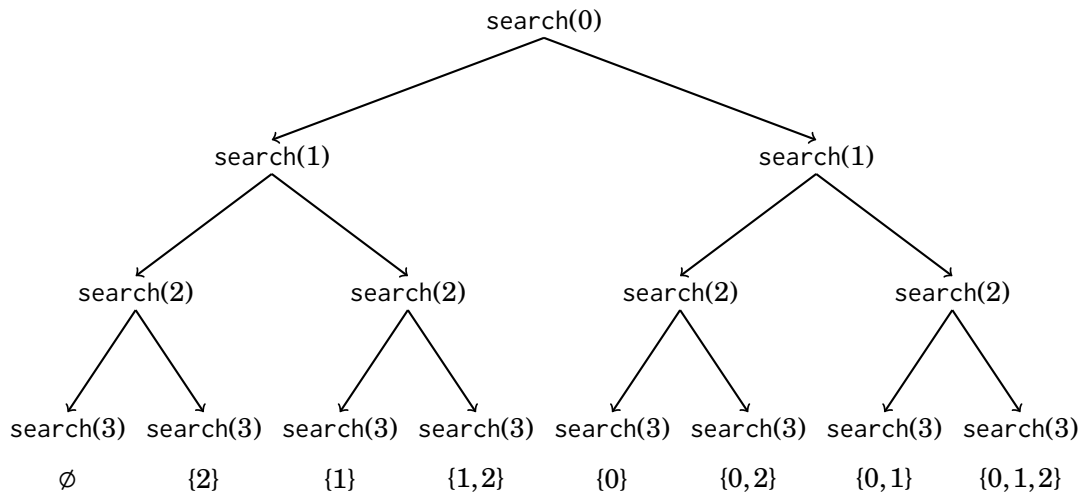 search(0)
search(1) search(1)
search(2) search(2) search(2) search(2)
search(3) search(3) search(3) search(3) search(3) search(3) search(3) search(3)
∅ {2} {1} {1,2} {0} {0,2} {0,1} {0,1,2}